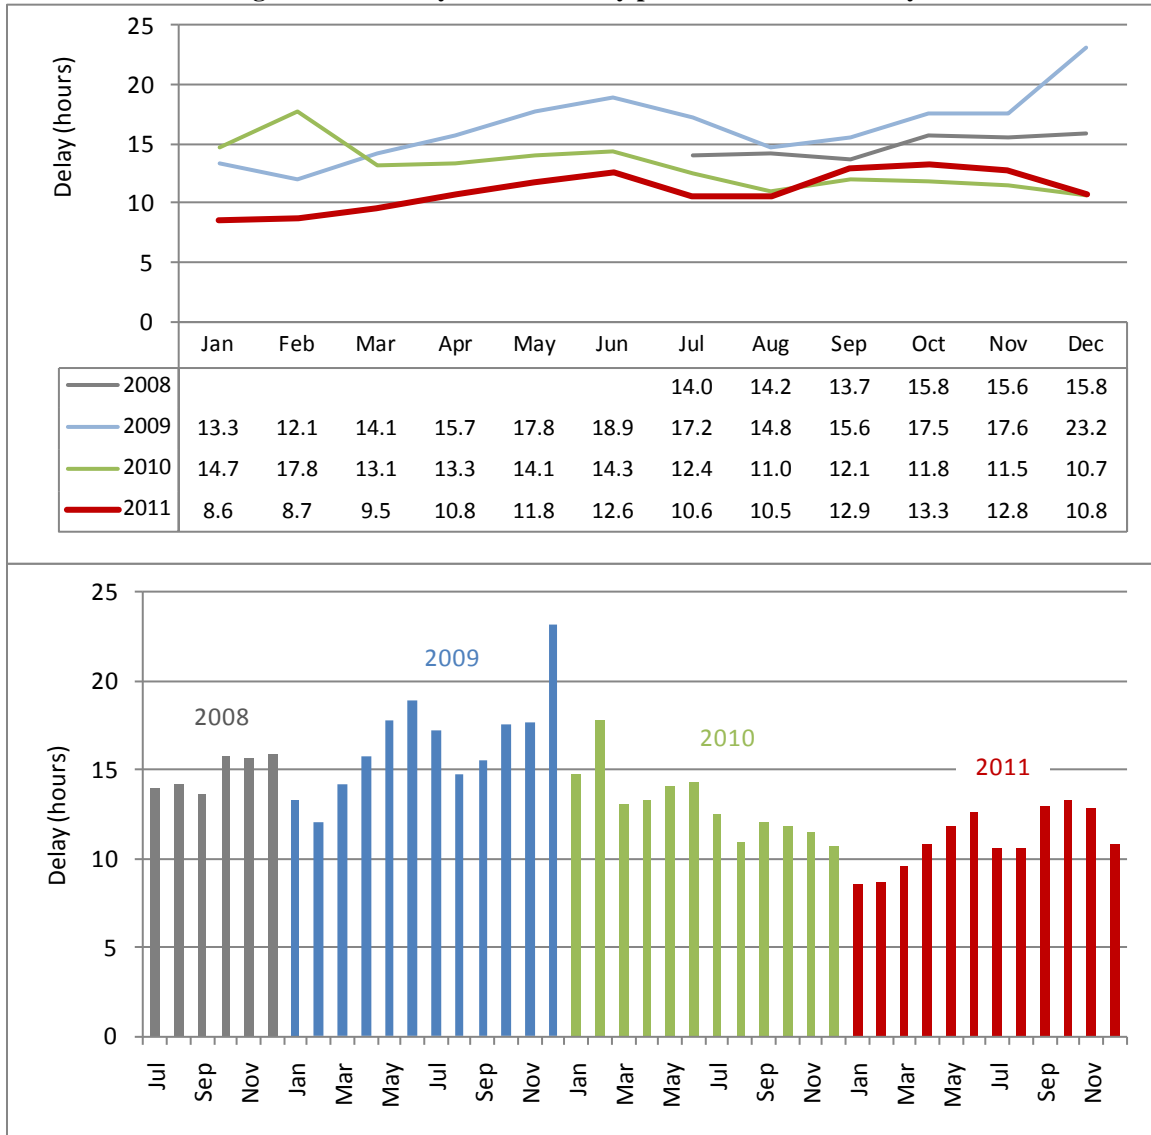 25
20
15
10
5
0
Delay (hours)
Jan Feb Mar Apr May Jun Jul Aug Sep Oct Nov Dec
2008 14.0 14.2 13.7 15.8 15.6 15.8
2009 13.3 12.1 14.1 15.7 17.8 18.9 17.2 14.8 15.6 17.5 17.6 23.2
2010 14.7 17.8 13.1 13.3 14.1 14.3 12.4 11.0 12.1 11.8 11.5 10.7
2011 8.6 8.7 9.5 10.8 11.8 12.6 10.6 10.5 12.9 13.3 12.8 10.8
25
20
15
10
5
0
Delay (hours)
2008
2009
2010
2011
Jul Sep Nov Jan Mar May Jul Sep Nov Jan Mar May Jul Sep Nov Jan Mar May Jul Sep Nov